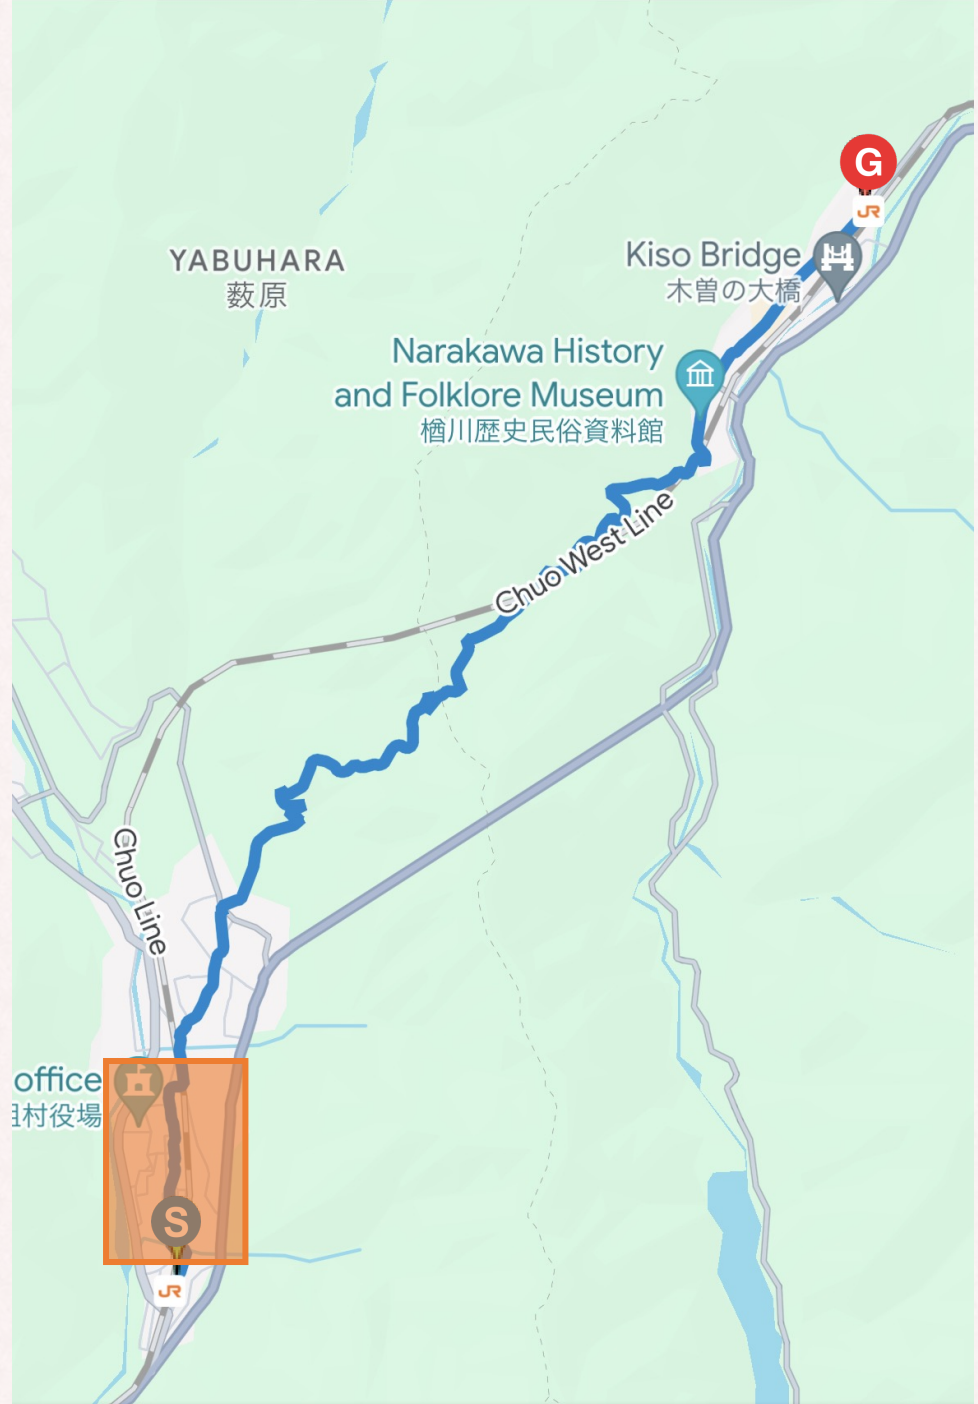 G
JR
Kiso Bridge
木曽の大橋
YABUHARA
薮原
Narakawa History
and Folklore Museum
楢川歴史民俗資料館
Chuo West Line
Chuo Line
office
祖村役場
S
JR